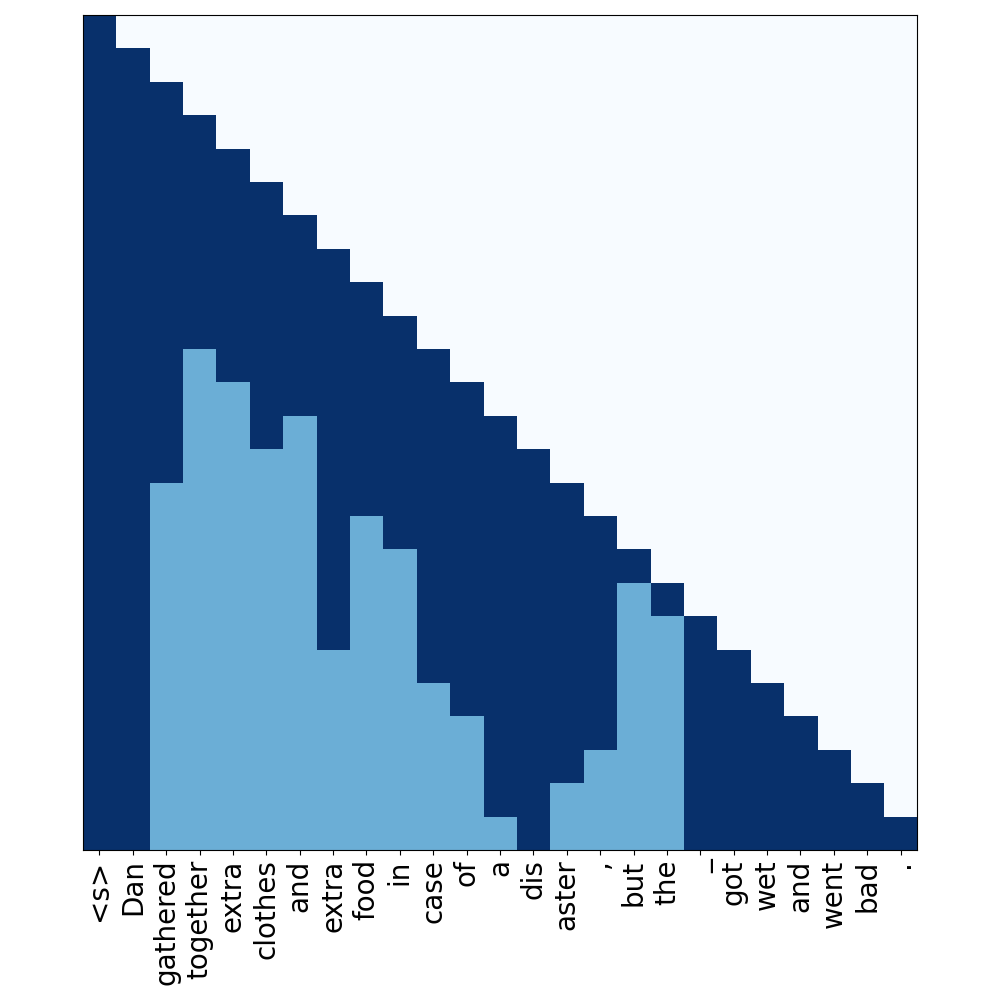 <s>
Dan
gathered
together
extra
clothes
and
extra
food
in
case
of
a
dis
aster
,
but
the
_
got
wet
and
went
bad
.